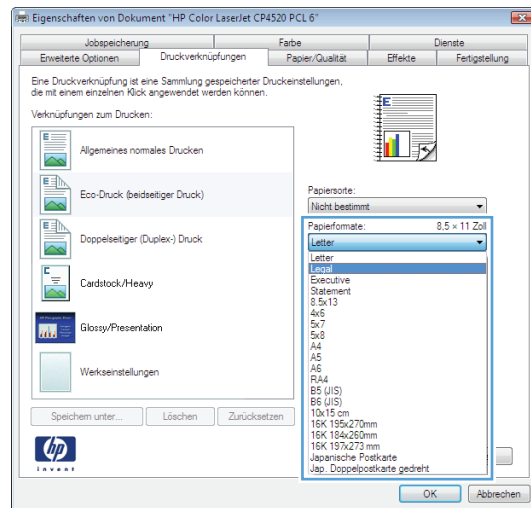 Eigenschaften von Dokument "HP Color LaserJet CP4520 PCL 6"
Jobspeicherung
Farbe
Dienste
Erweiterte Optionen
Druckverknüpfungen
Papier/Qualität
Effekte
Fertigstellung
Eine Druckverknüpfung ist eine Sammlung gespeicherter Druckeinstellungen,
die mit einem einzelnen Klick angewendet werden können.
Verknüpfungen zum Drucken:
Allgemeines normales Drucken
Eco-Druck (beidseitiger Druck)
Doppelseitiger (Duplex-) Druck
Cardstock/Heavy
Glossy/Presentation
Werkseinstellungen
Speichern unter...
Löschen
Zurücksetzen
hp
invent
E
Papiersorte:
Nicht bestimmt
Papierformate: 8.5 × 11 Zoll
Letter
Letter
Legal
Executive
Statement
8.5x13
4x6
5x7
5x8
A4
A5
A6
RA4
B5 (JIS)
B6 (JIS)
10x15 cm
16K 195x270mm
16K 184x260mm
16K 197x273 mm
Japanische Postkarte
Jap. Doppelpostkarte gedreht
OK
Abbrechen